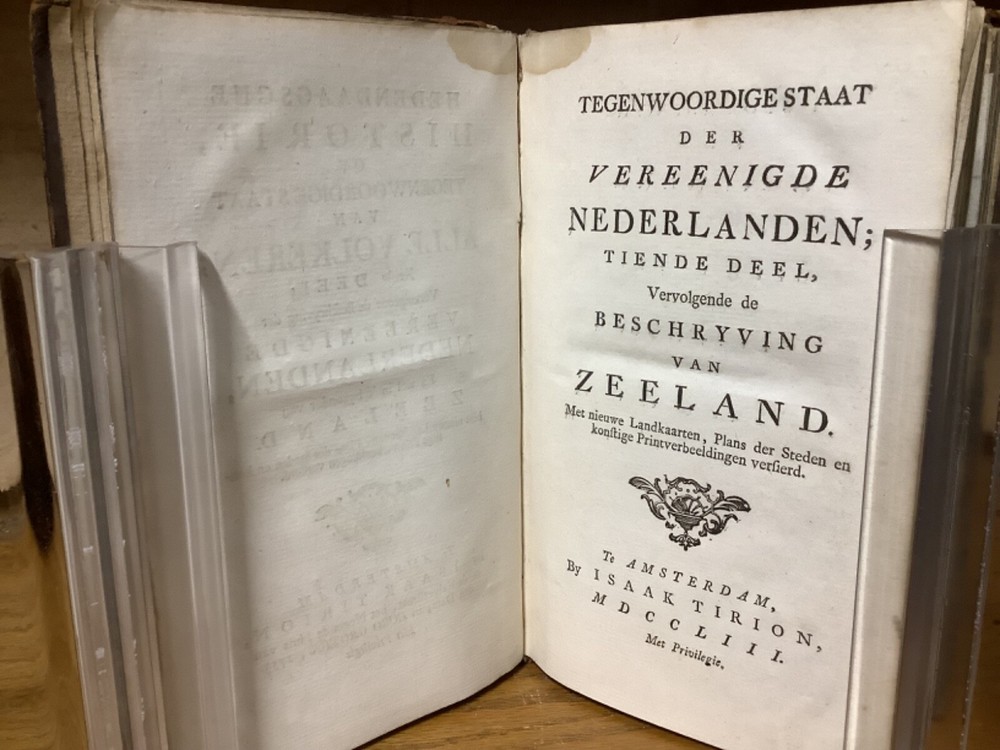 TEGENWOORDIGE STAAT
DER
VEREENIGDE
NEDERLANDEN;
TIENDE DEEL,
Vervolgende de
BESCHRYVING
VAN
ZEELAND.
Met nieuwe Landkaarten, Plans der Steden en
konſtige Printverbeeldingen verſierd.
Te AMSTERDAM,
By ISAAK TIRION,
MDCCLIII.
Met Privilegie.